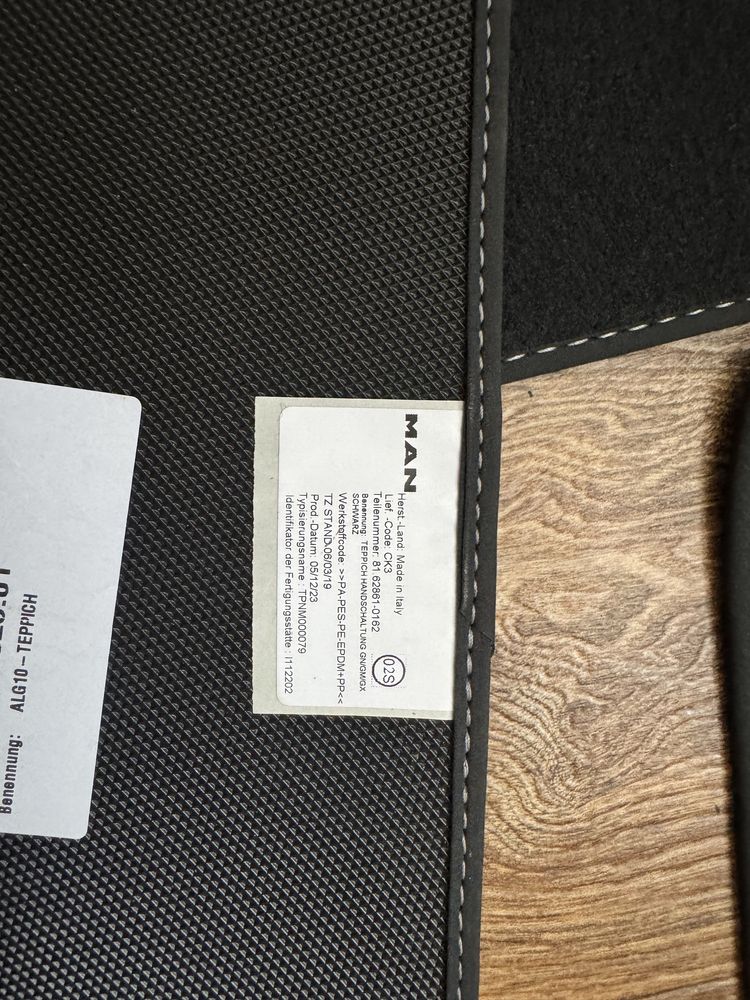 MAN
Herst.-Land: Made in Italy
Lief. -Code: CK3
Teilenummer: 81.62861-0162
Benennung: TEPPICH HANDSCHALTUNG GN/GM/GX
SCHWARZ
02S
Werkstoffcode: >>PA-PES-PE-EPDM+PP<<
TZ STAND:06/03/19
Prod.-Datum: 05/12/23
Typisierungsname : TPNM000079
Identifikator der Fertigungsstätte : I112202
Benennung: ALG10 – TEPPICH